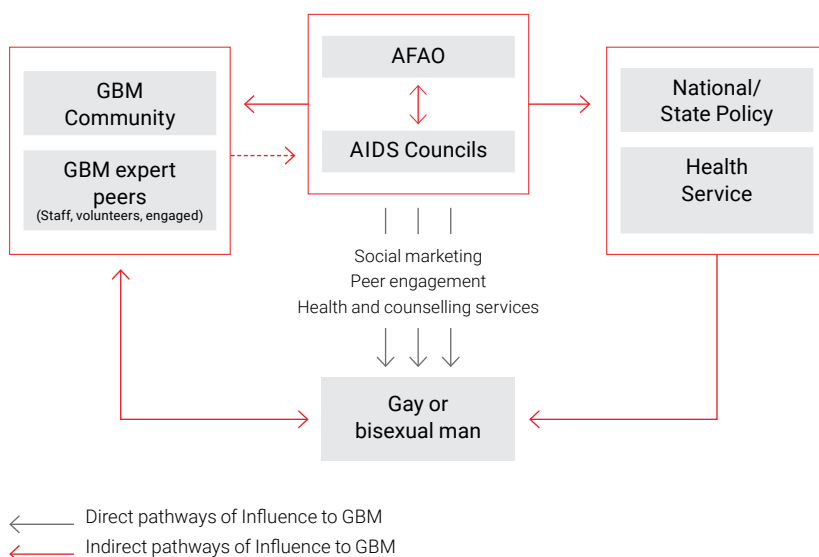 GBM
Community
GBM expert
peers
(Staff, volunteers, engaged)
AFAO
AIDS Councils
National/
State Policy
Health
Service
Social marketing
Peer engagement
Health and counselling services
Gay or
bisexual man
Direct pathways of Influence to GBM
Indirect pathways of Influence to GBM